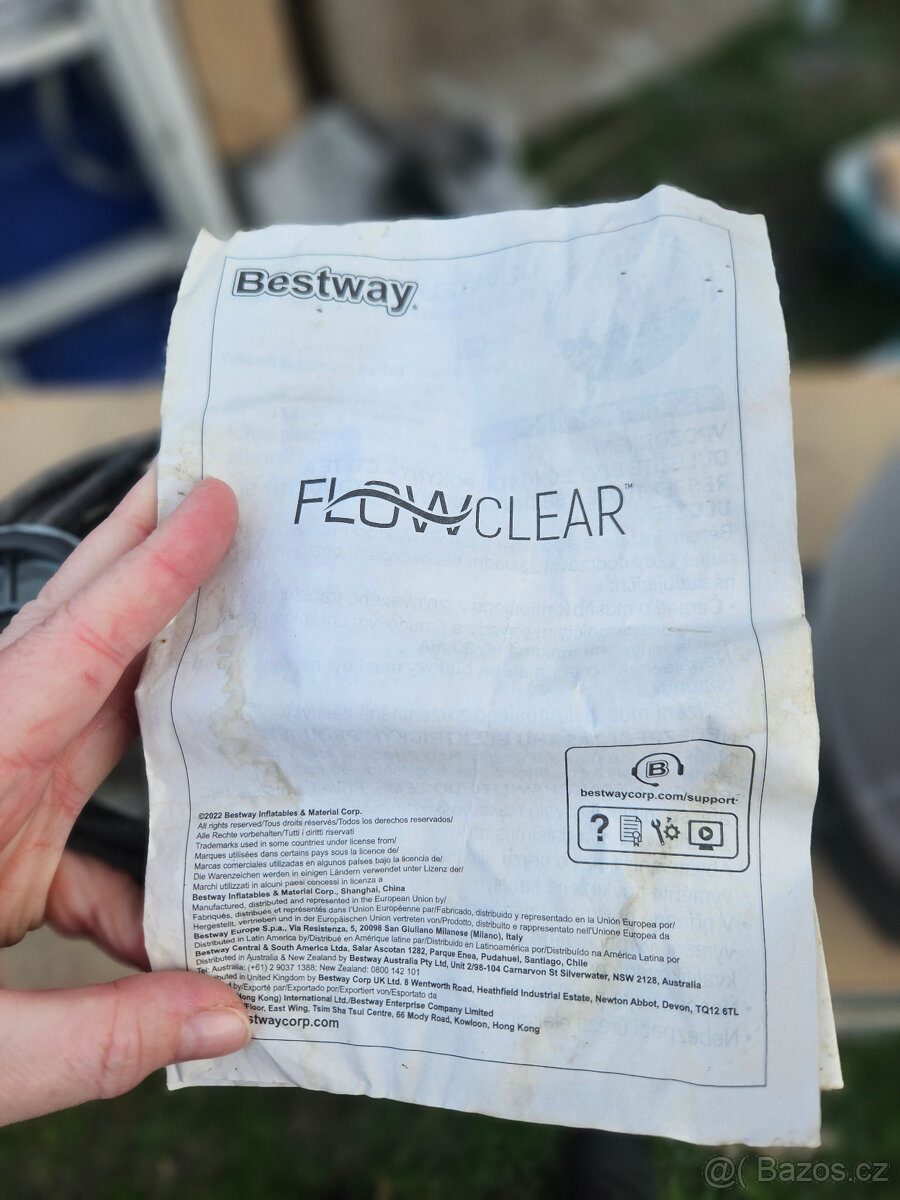 Bestway
FLOWCLEAR™
B
bestwaycorp.com/support
?
©2022 Bestway Inflatables & Material Corp.
All rights reserved/Tous droits réservés/Todos los derechos reservados/
Alle Rechte vorbehalten/Tutti i diritti riservati
Trademarks used in some countries under license from/
Marques utilisées dans certains pays sous la licence de/
Marcas comerciales utilizadas en algunos países bajo la licencia de/
Die Warenzeichen werden in einigen Ländern verwendet unter Lizenz der/
Marchi utilizzati in alcuni paesi concessi in licenza a
Bestway Inflatables & Material Corp., Shanghai, China
Manufactured, distributed and represented in the European Union by/
Fabriqués, distribués et représentés dans l'Union Européenne par/Fabricado, distribuido y representado en la Unión Europea por/
Hergestellt, vertrieben und in der Europäischen Union vertreten von/Prodotto, distribuito e rappresentato nell'Unione Europea da
Bestway Europe S.p.a., Via Resistenza, 5, 20098 San Giuliano Milanese (Milano), Italy
Distributed in Latin America by/Distribué en Amérique latine par/Distribuido en Latinoamérica por/Distribuído na América Latina por
Bestway Central & South America Ltda, Salar Ascotan 1282, Parque Enea, Pudahuel, Santiago, Chile
Distributed in Australia & New Zealand by Bestway Australia Pty Ltd, Unit 2/98-104 Carnarvon St Silverwater, NSW 2128, Australia
Tel: Australia: (+61) 2 9037 1388; New Zealand: 0800 142 101
buted in United Kingdom by Bestway Corp UK Ltd. 8 Wentworth Road, Heathfield Industrial Estate, Newton Abbot, Devon, TQ12 6TL
d by/Exporté par/Exportado por/Exportiert von/Esportato da
Hong Kong) International Ltd./Bestway Enterprise Company Limited
Floor, East Wing, Tsim Sha Tsui Centre, 66 Mody Road, Kowloon, Hong Kong
stwaycorp.com
@( Bazos.cz